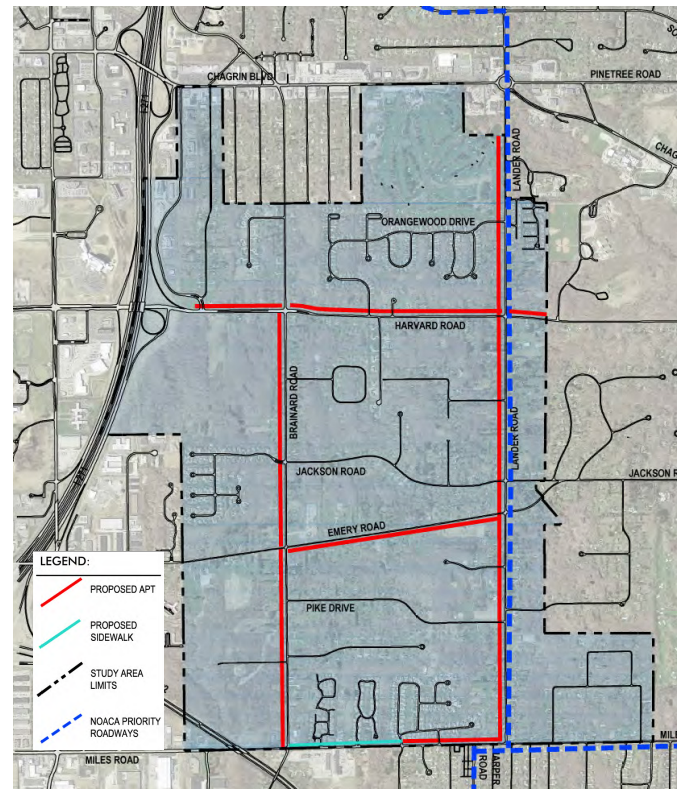 CHAGRIN BLVD
PINETREE ROAD
I-271
LANDER ROAD
ORANGEWOOD DRIVE
HARVARD ROAD
BRAINARD ROAD
LANDER ROAD
JACKSON ROAD
JACKSON R
I-271
EMERY ROAD
LEGEND:
PROPOSED APT
PROPOSED
SIDEWALK
STUDY AREA
LIMITS
NOACA PRIORITY
ROADWAYS
PIKE DRIVE
MILES ROAD
ARPER
ROAD
MILE